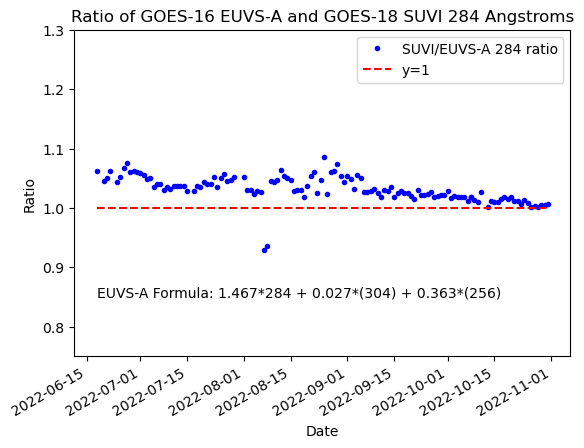 Ratio of GOES-16 EUVS-A and GOES-18 SUVI 284 Angstroms
1.3
1.2
1.1
1.0
0.9
0.8
Ratio
SUVI/EUVS-A 284 ratio
y=1
EUVS-A Formula: 1.467*284 + 0.027*(304) + 0.363*(256)
2022-06-15
2022-07-01
2022-07-15
2022-08-01
2022-08-15
2022-09-01
2022-09-15
2022-10-01
2022-10-15
2022-11-01
Date